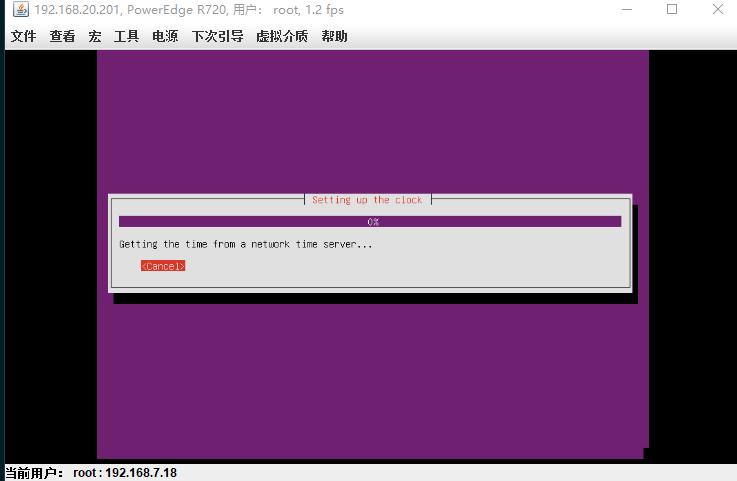 192.168.20.201, PowerEdge R720, 用户： root, 1.2 fps
文件 查看 宏 工具 电源 下次引导 虚拟介质 帮助
Setting up the clock
0%
Getting the time from a network time server...
<Cancel>
当前用户： root : 192.168.7.18